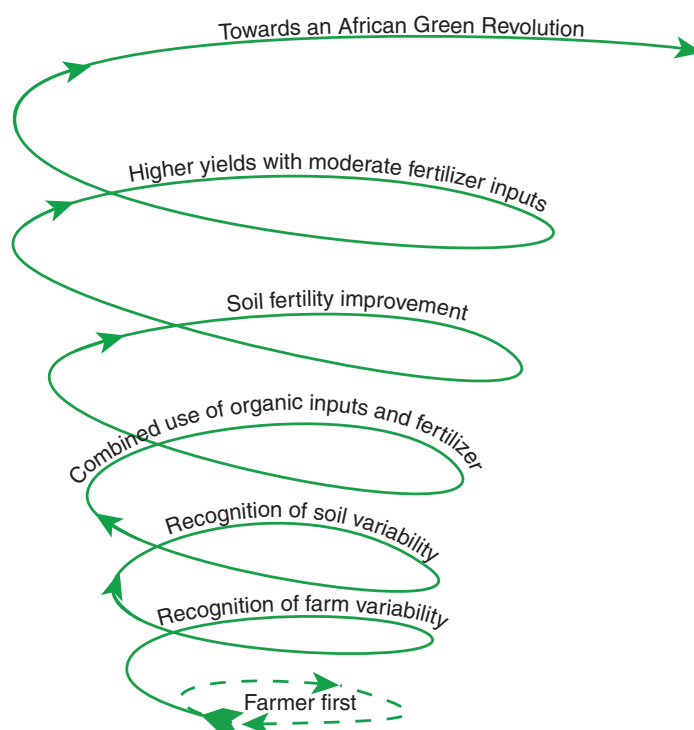 Towards an African Green Revolution
Higher yields with moderate fertilizer inputs
Soil fertility improvement
Combined use of organic inputs and fertilizer
Recognition of soil variability
Recognition of farm variability
Farmer first